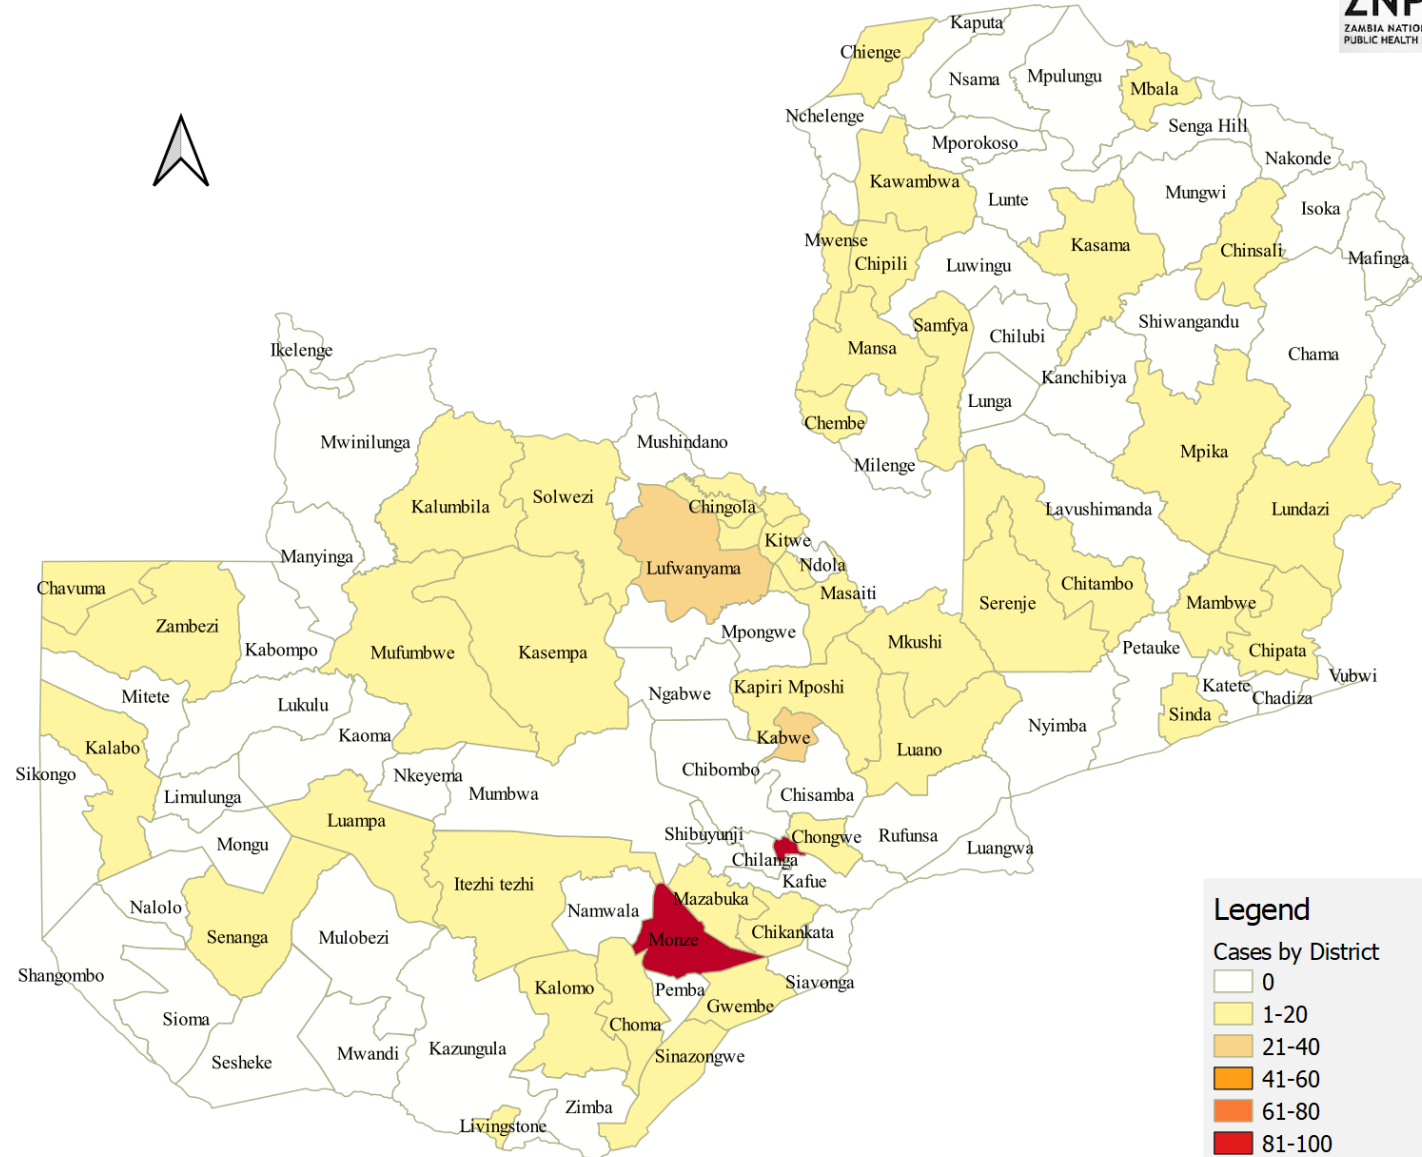 ZNP
ZAMBIA NATIO
PUBLIC HEALTH
Kaputa
Chienge
Nsama
Mpulungu
Mbala
Nchelenge
Senga Hill
Mporokoso
Nakonde
Kawambwa
Lunte
Mungwi
Isoka
Mwense
Chipili
Luwingu
Kasama
Chinsali
Mafinga
Samfya
Chilubi
Shiwangandu
Mansa
Chama
Ikelenge
Kanchibiya
Lunga
Chembe
Mwinilunga
Mushindano
Milenge
Mpika
Kalumbila
Solwezi
Chingola
Lavushimanda
Lundazi
Manyinga
Kitwe
Lufwanyama
Ndola
Chavuma
Masaiti
Serenje
Chitambo
Mambwe
Zambezi
Kabompo
Mufumbwe
Kasempa
Mpongwe
Mkushi
Petauke
Chipata
Mitete
Lukulu
Ngabwe
Kapiri Mposhi
Katete
Chadiza
Vubwi
Sinda
Kalabo
Kaoma
Kabwe
Luano
Nyimba
Sikongo
Nkeyema
Chibombo
Limulunga
Mumbwa
Chisamba
Luampa
Mongu
Shibuyunji
Chongwe
Rufunsa
Luangwa
Chilanga
Kafue
Itezhi tezhi
Nalolo
Namwala
Mazabuka
Senanga
Mulobezi
Monze
Chikankata
Shangombo
Kalomo
Pemba
Siavonga
Gwembe
Sioma
Choma
Sesheke
Mwandi
Kazungula
Sinazongwe
Zimba
Livingstone
Legend
Cases by District
0
1-20
21-40
41-60
61-80
81-100